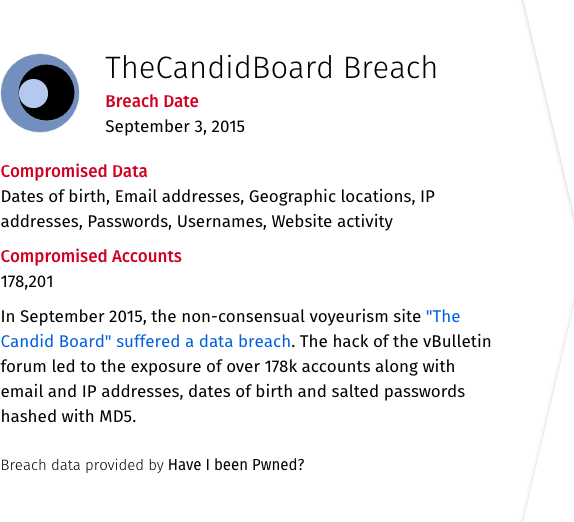 TheCandidBoard Breach
Breach Date
September 3, 2015
Compromised Data
Dates of birth, Email addresses, Geographic locations, IP
addresses, Passwords, Usernames, Website activity
Compromised Accounts
178,201
In September 2015, the non-consensual voyeurism site "The
Candid Board" suffered a data breach. The hack of the vBulletin
forum led to the exposure of over 178k accounts along with
email and IP addresses, dates of birth and salted passwords
hashed with MD5.
Breach data provided by Have I been Pwned?